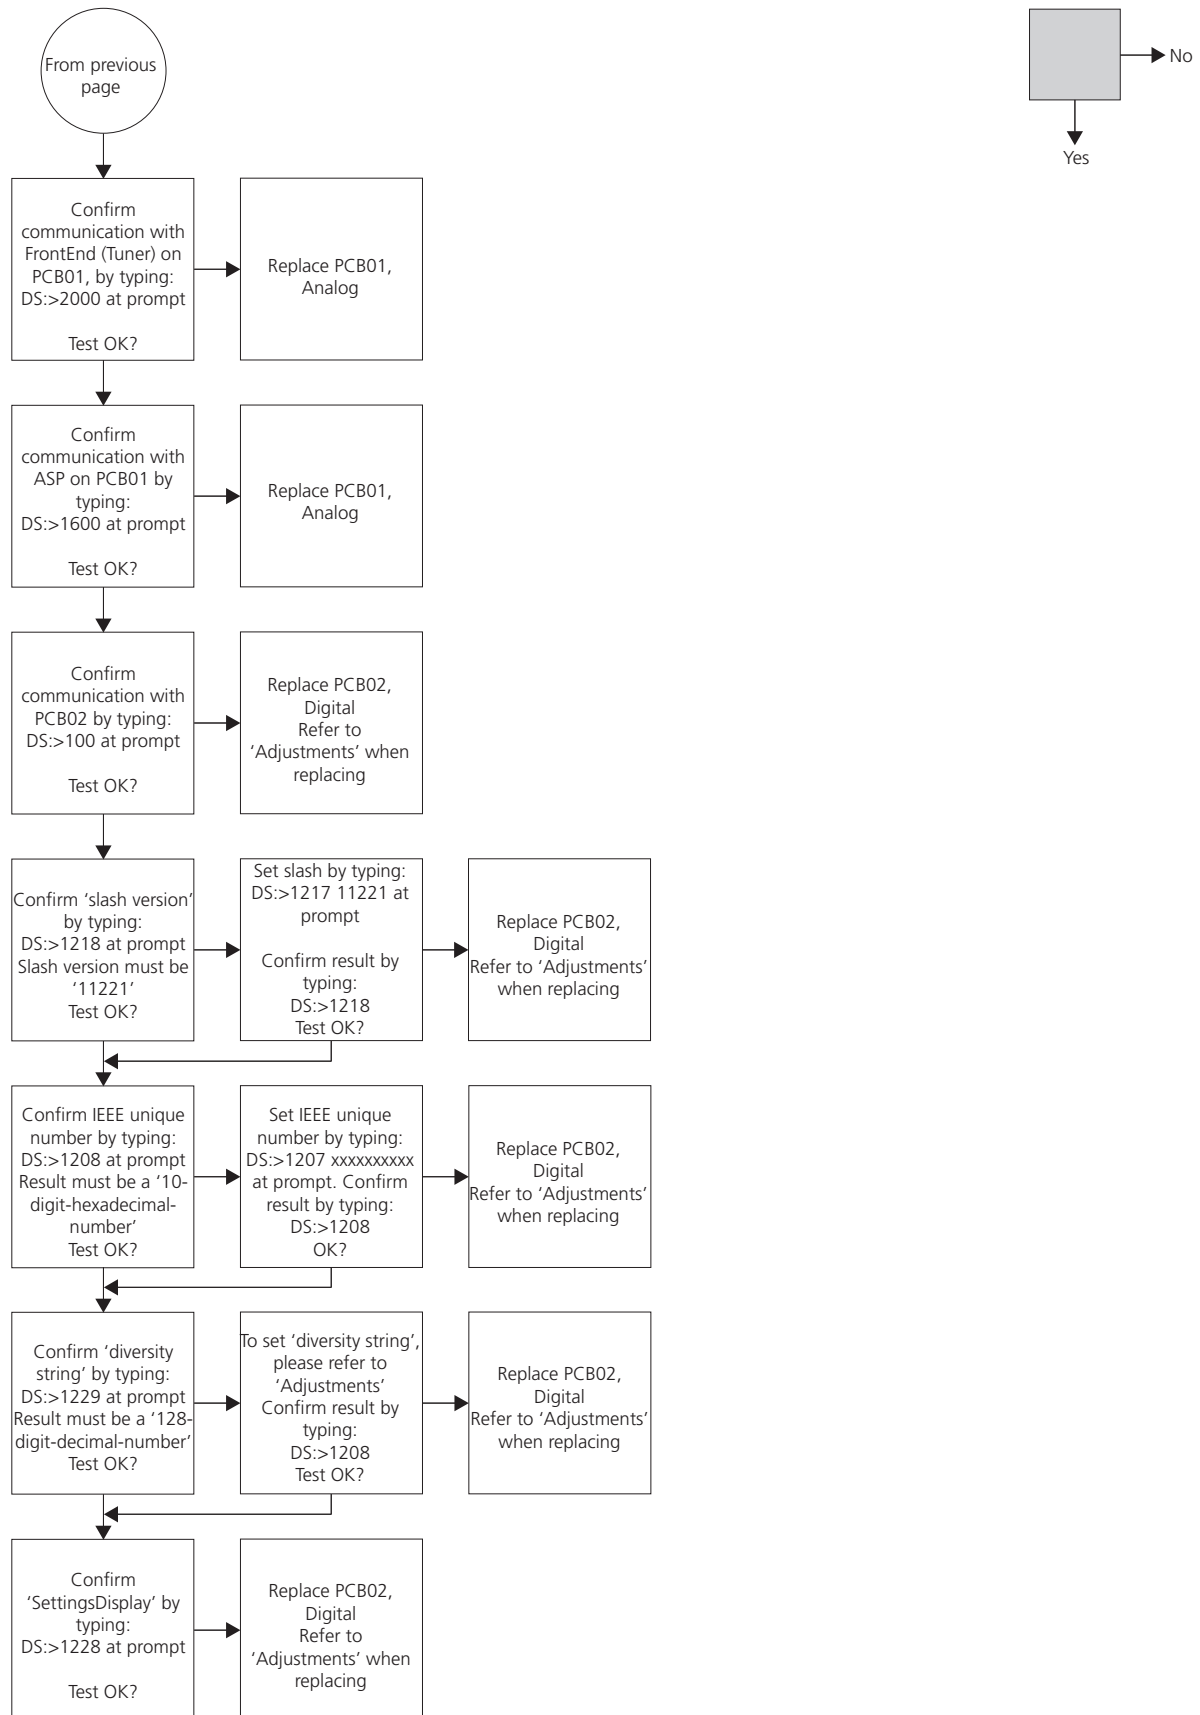 From previous
page
No
Yes
Confirm
communication with
FrontEnd (Tuner) on
PCB01, by typing:
DS:>2000 at prompt
Test OK?
Replace PCB01,
Analog
Confirm
communication with
ASP on PCB01 by
typing:
DS:>1600 at prompt
Test OK?
Replace PCB01,
Analog
Confirm
communication with
PCB02 by typing:
DS:>100 at prompt
Test OK?
Replace PCB02,
Digital
Refer to
‘Adjustments’ when
replacing
Confirm ‘slash version’
by typing:
DS:>1218 at prompt
Slash version must be
‘11221’
Test OK?
Set slash by typing:
DS:>1217 11221 at
prompt
Confirm result by
typing:
DS:>1218
Test OK?
Replace PCB02,
Digital
Refer to ‘Adjustments’
when replacing
Confirm IEEE unique
number by typing:
DS:>1208 at prompt
Result must be a ‘10-
digit-hexadecimal-
number’
Test OK?
Set IEEE unique
number by typing:
DS:>1207 xxxxxxxxxx
at prompt. Confirm
result by typing:
DS:>1208
OK?
Replace PCB02,
Digital
Refer to ‘Adjustments’
when replacing
Confirm ‘diversity
string’ by typing:
DS:>1229 at prompt
Result must be a ‘128-
digit-decimal-number’
Test OK?
To set ‘diversity string’,
please refer to
‘Adjustments’
Confirm result by
typing:
DS:>1208
Test OK?
Replace PCB02,
Digital
Refer to ‘Adjustments’
when replacing
Confirm
‘SettingsDisplay’ by
typing:
DS:>1228 at prompt
Test OK?
Replace PCB02,
Digital
Refer to
‘Adjustments’ when
replacing